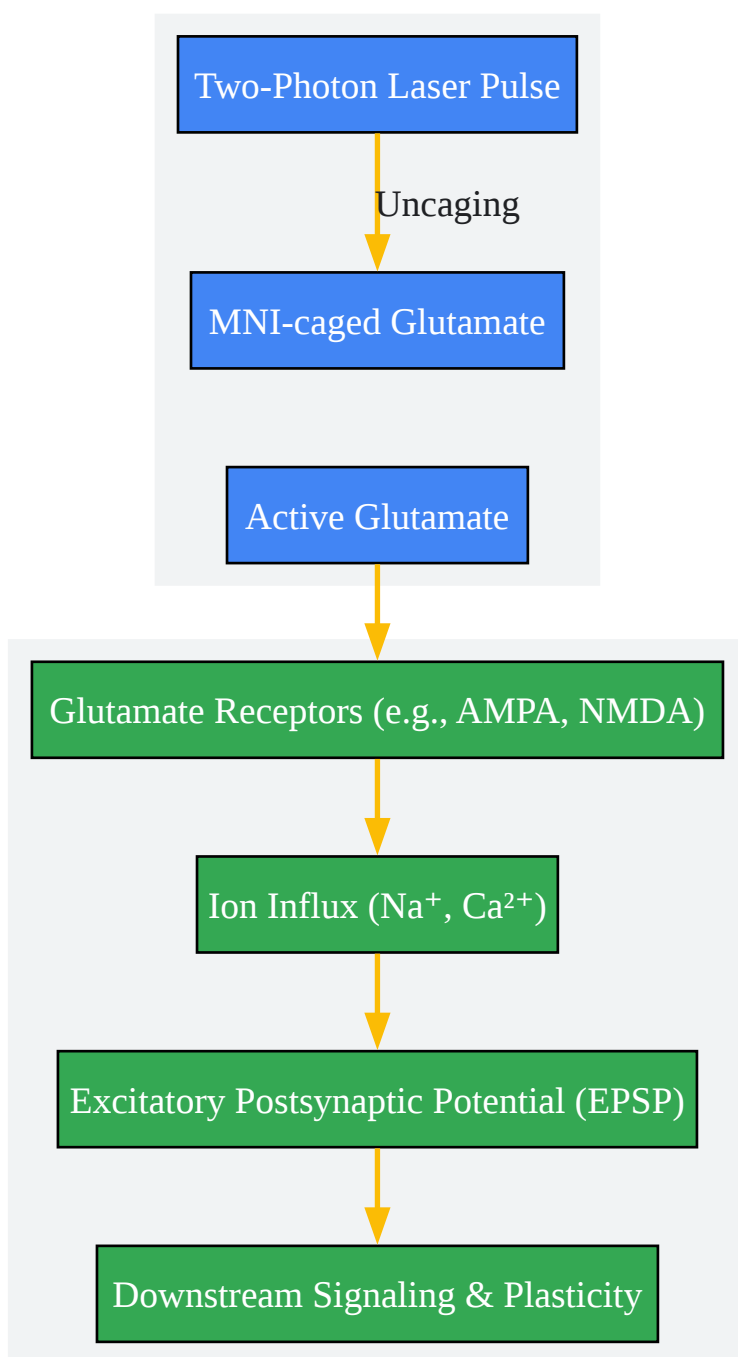 Two-Photon Laser Pulse
Uncaging
MNI-caged Glutamate
Active Glutamate
Glutamate Receptors (e.g., AMPA, NMDA)
Ion Influx (Na⁺, Ca²⁺)
Excitatory Postsynaptic Potential (EPSP)
Downstream Signaling & Plasticity